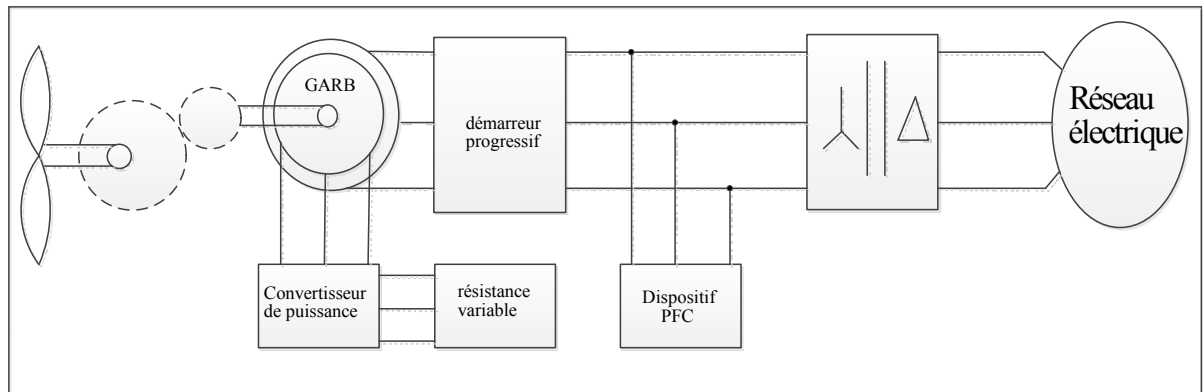 GARB
démarreur
progressif
Réseau
électrique
Convertisseur
de puissance
résistance
variable
Dispositif
PFC